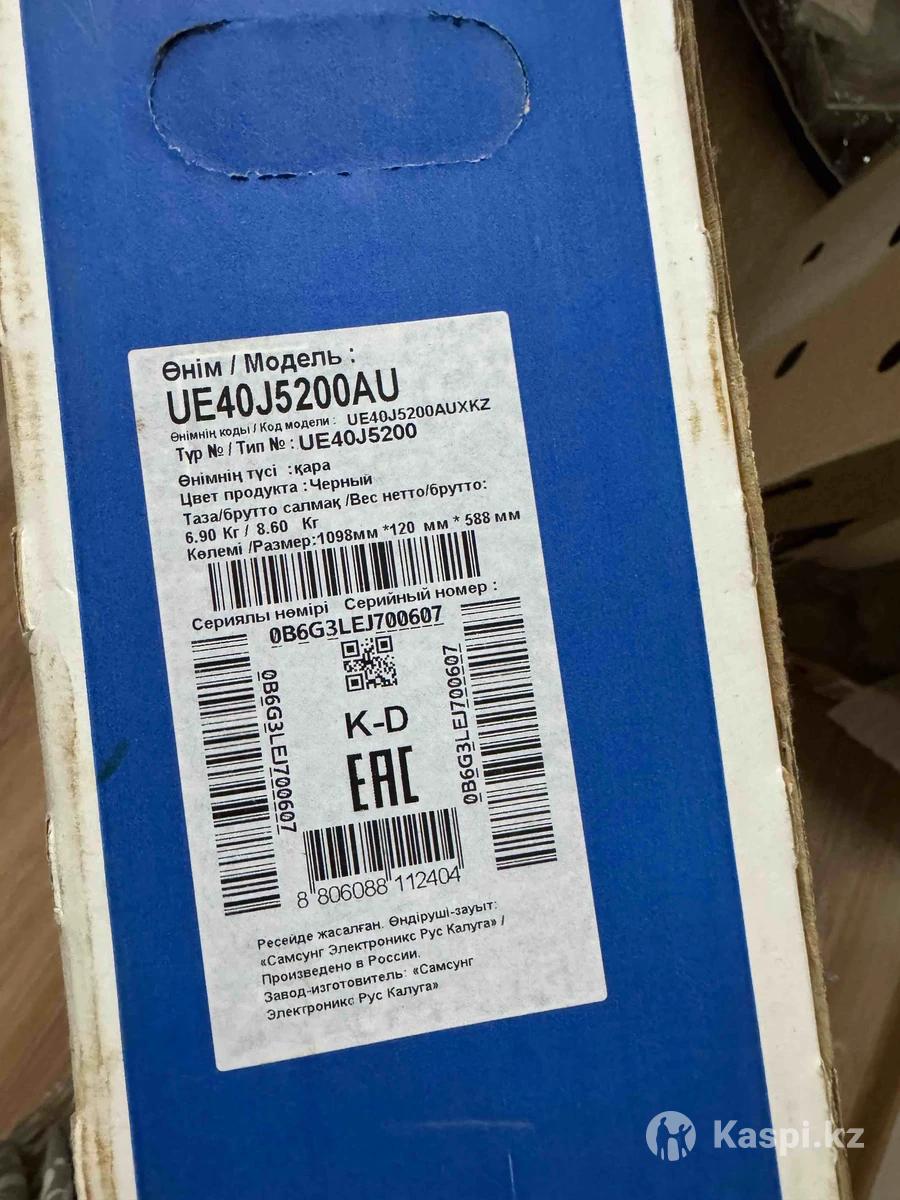 Өнім / Модель :
UE40J5200AU
Өнімнің коды / Код модели : UE40J5200AUXKZ
Түр № / Тип № : UE40J5200
Өнімнің түсі :қара
Цвет продукта : Черный
Таза/брутто салмақ /Вес нетто/брутто:
6.90 Кг / 8.60 Кг
Көлемі /Размер:1098мм *120 мм * 588 мм
Сериялы нөмірі Серийный номер :
0B6G3LEJ700607
0B6G3LEJ700607
0B6G3LEJ700607
K-D
EAC
8 806088 112404
Ресейде жасалған. Өндіруші-зауыт:
«Самсунг Электроникс Рус Калуга» /
Произведено в России.
Завод-изготовитель: «Самсунг
Электроникс Рус Калуга»
Kaspi.kz